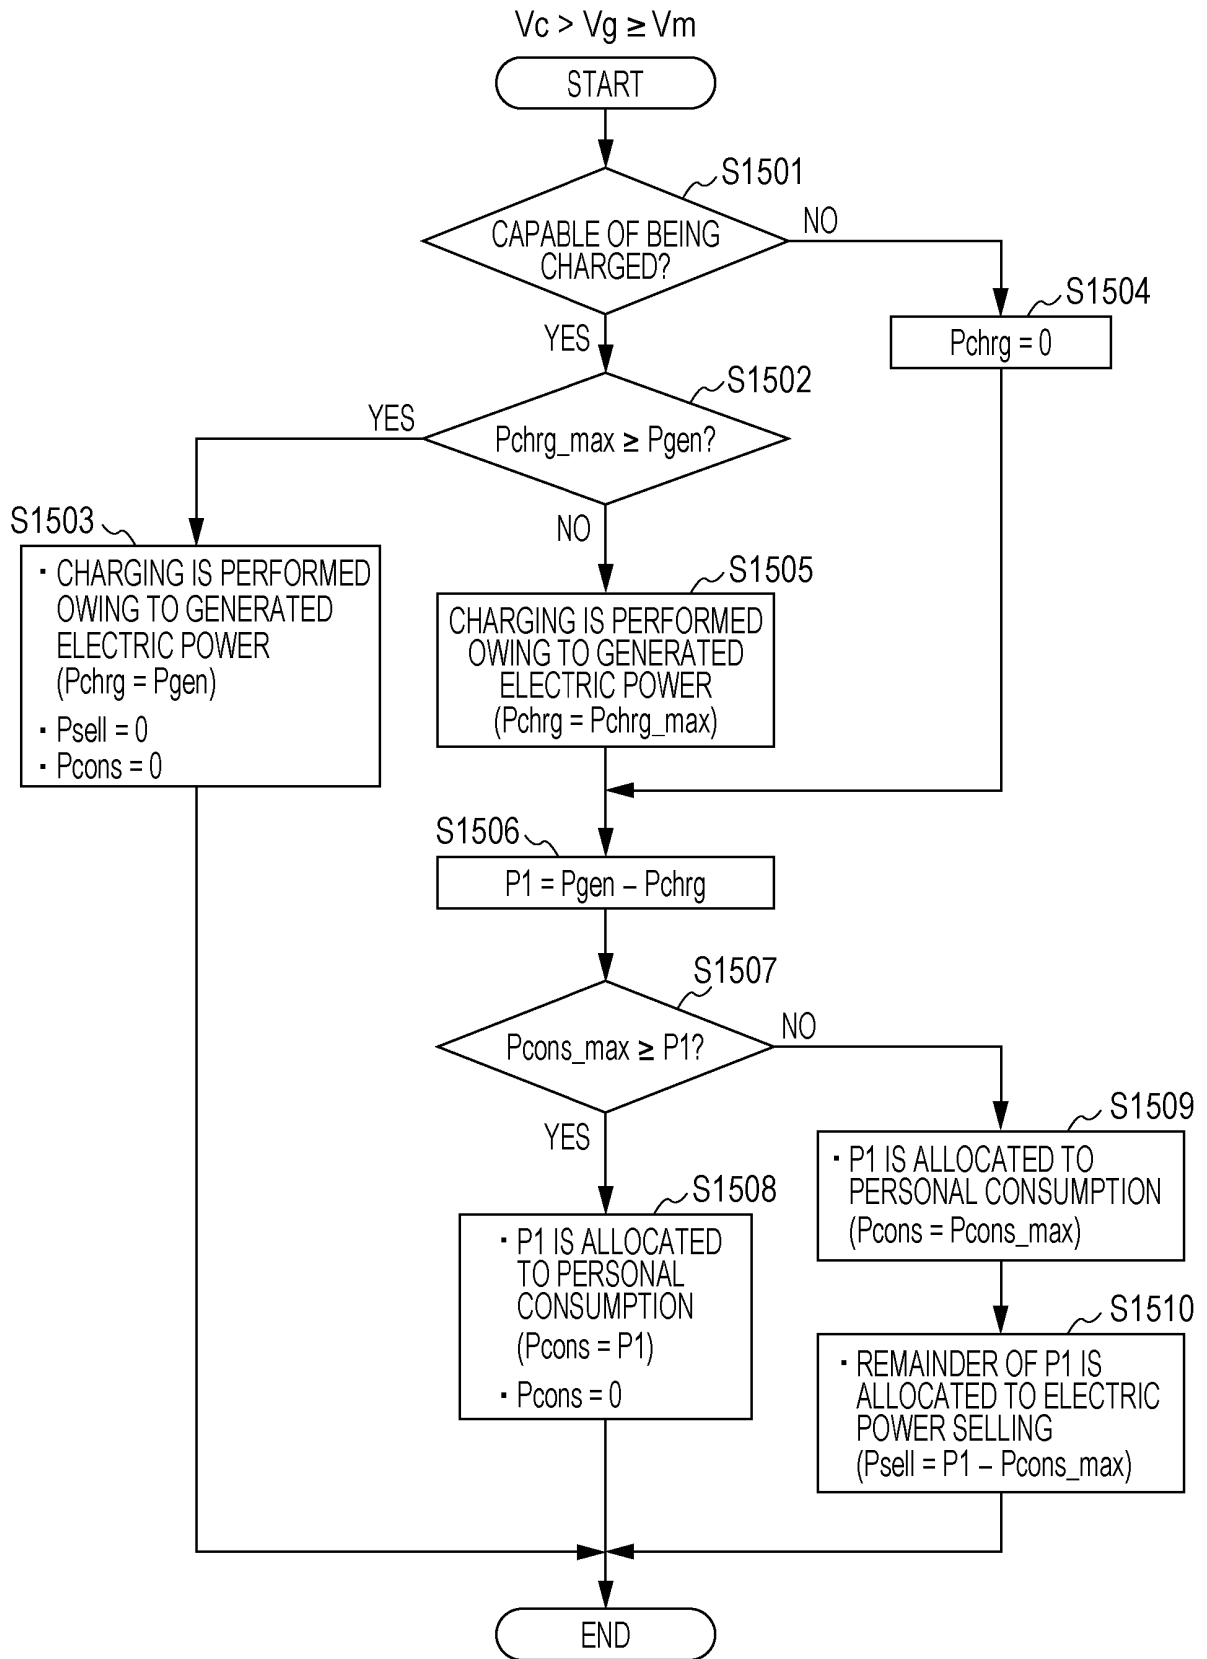 Vc > Vg ≥ Vm
START
S1501
CAPABLE OF BEING
CHARGED?
NO
YES
S1504
Pchrg = 0
S1502
Pchrg_max ≥ Pgen?
YES
NO
S1503
· CHARGING IS PERFORMED
OWING TO GENERATED
ELECTRIC POWER
(Pchrg = Pgen)
· Psell = 0
· Pcons = 0
S1505
CHARGING IS PERFORMED
OWING TO GENERATED
ELECTRIC POWER
(Pchrg = Pchrg_max)
S1506
P1 = Pgen – Pchrg
S1507
Pcons_max ≥ P1?
NO
YES
S1508
· P1 IS ALLOCATED
TO PERSONAL
CONSUMPTION
(Pcons = P1)
· Pcons = 0
S1509
· P1 IS ALLOCATED TO
PERSONAL CONSUMPTION
(Pcons = Pcons_max)
S1510
· REMAINDER OF P1 IS
ALLOCATED TO ELECTRIC
POWER SELLING
(Psell = P1 – Pcons_max)
END